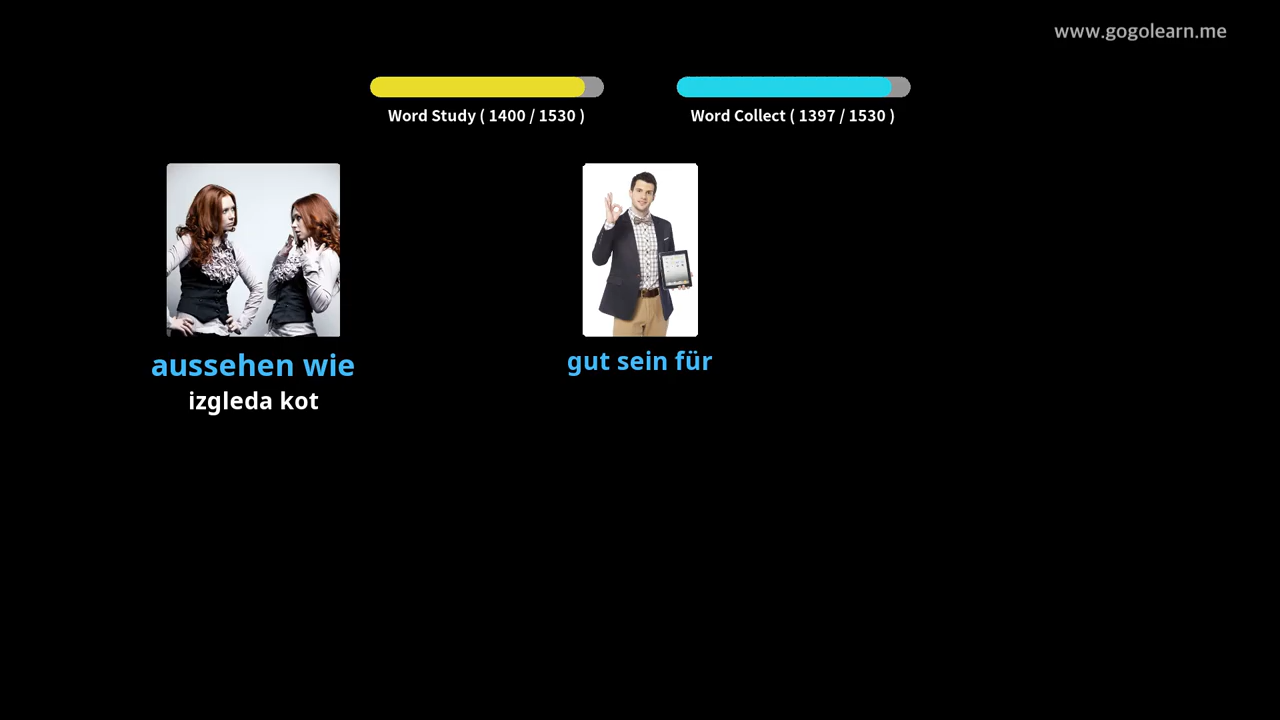 www.gogolearn.me
Word Study ( 1400 / 1530 )
Word Collect ( 1397 / 1530 )
aussehen wie
izgleda kot
gut sein für